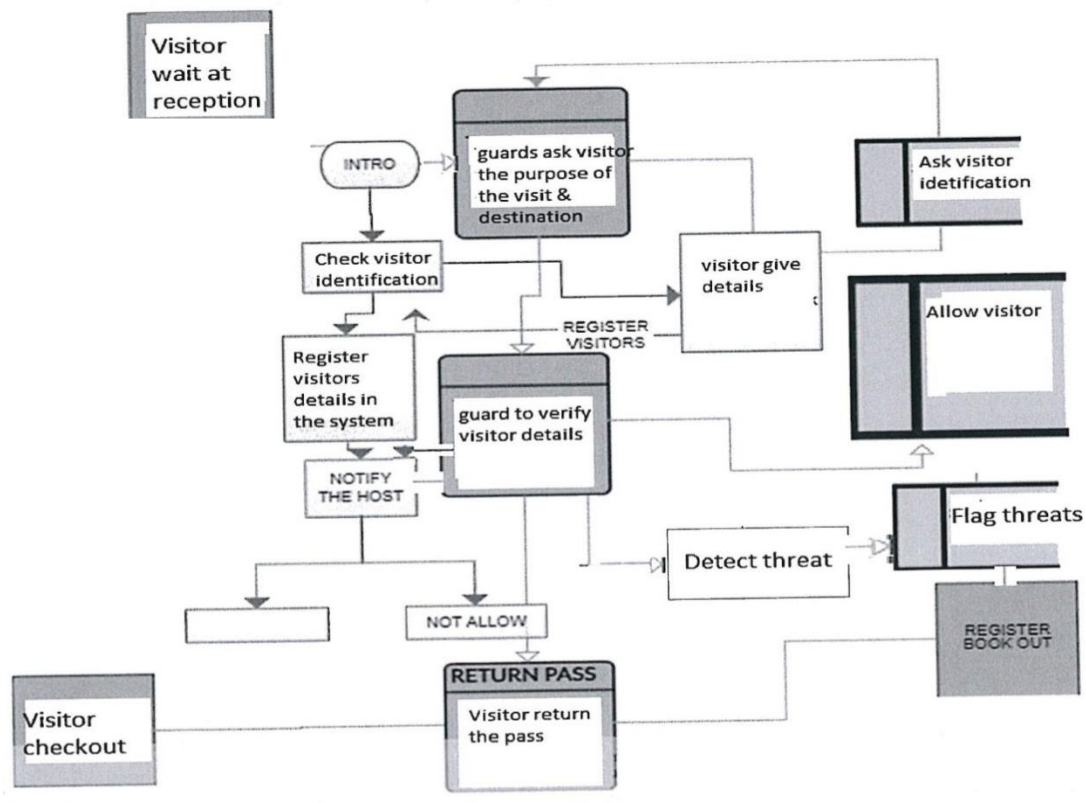 Visitor
wait at
reception
INTRO
guards ask visitor
the purpose of
the visit &
destination
Ask visitor
idetification
Check visitor
identification
visitor give
details
Allow visitor
REGISTER
VISITORS
Register
visitors
details in
the system
guard to verify
visitor details
NOTIFY
THE HOST
Flag threats
Detect threat
NOT ALLOW
REGISTER
BOOK OUT
RETURN PASS
Visitor return
the pass
Visitor
checkout